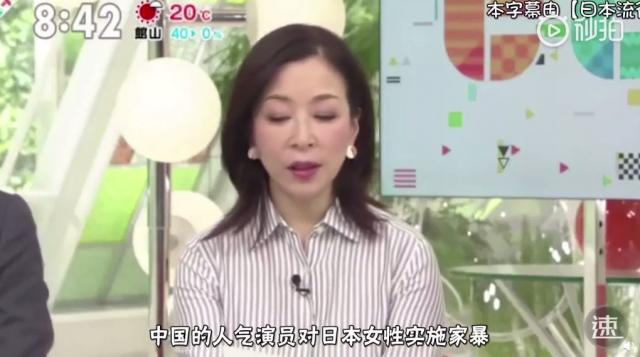 8:42
20℃
館山
40 ▸ 0%
本字幕由【日本流行
秒拍
中国的人气演员对日本女性实施家暴
速